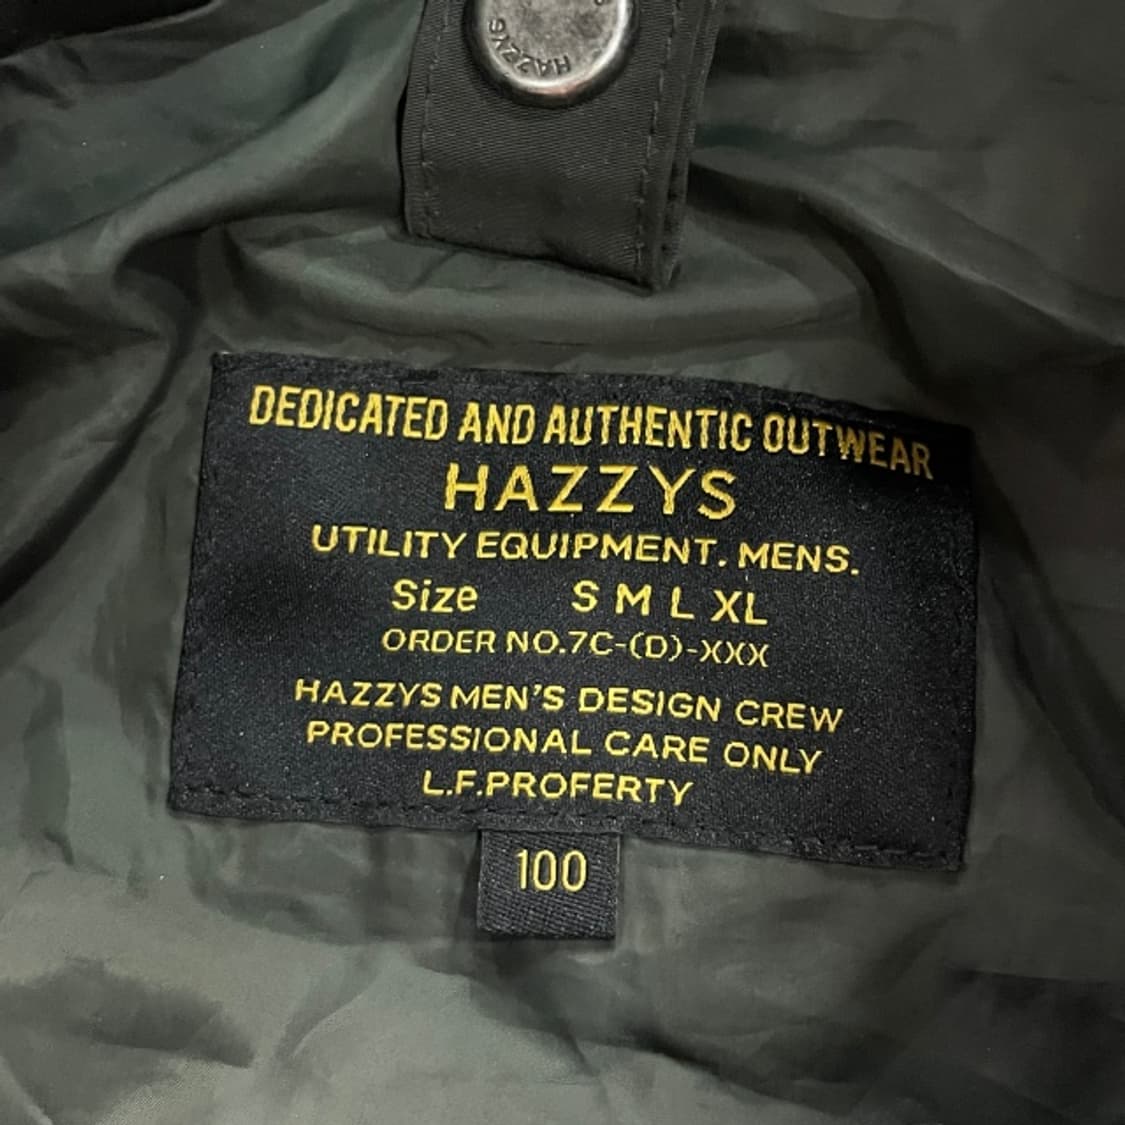 HAZZYS
DEDICATED AND AUTHENTIC OUTWEAR
HAZZYS
UTILITY EQUIPMENT. MENS.
Size S M L XL
ORDER NO.7C-(D)-XXX
HAZZYS MEN'S DESIGN CREW
PROFESSIONAL CARE ONLY
L.F.PROFERTY
100